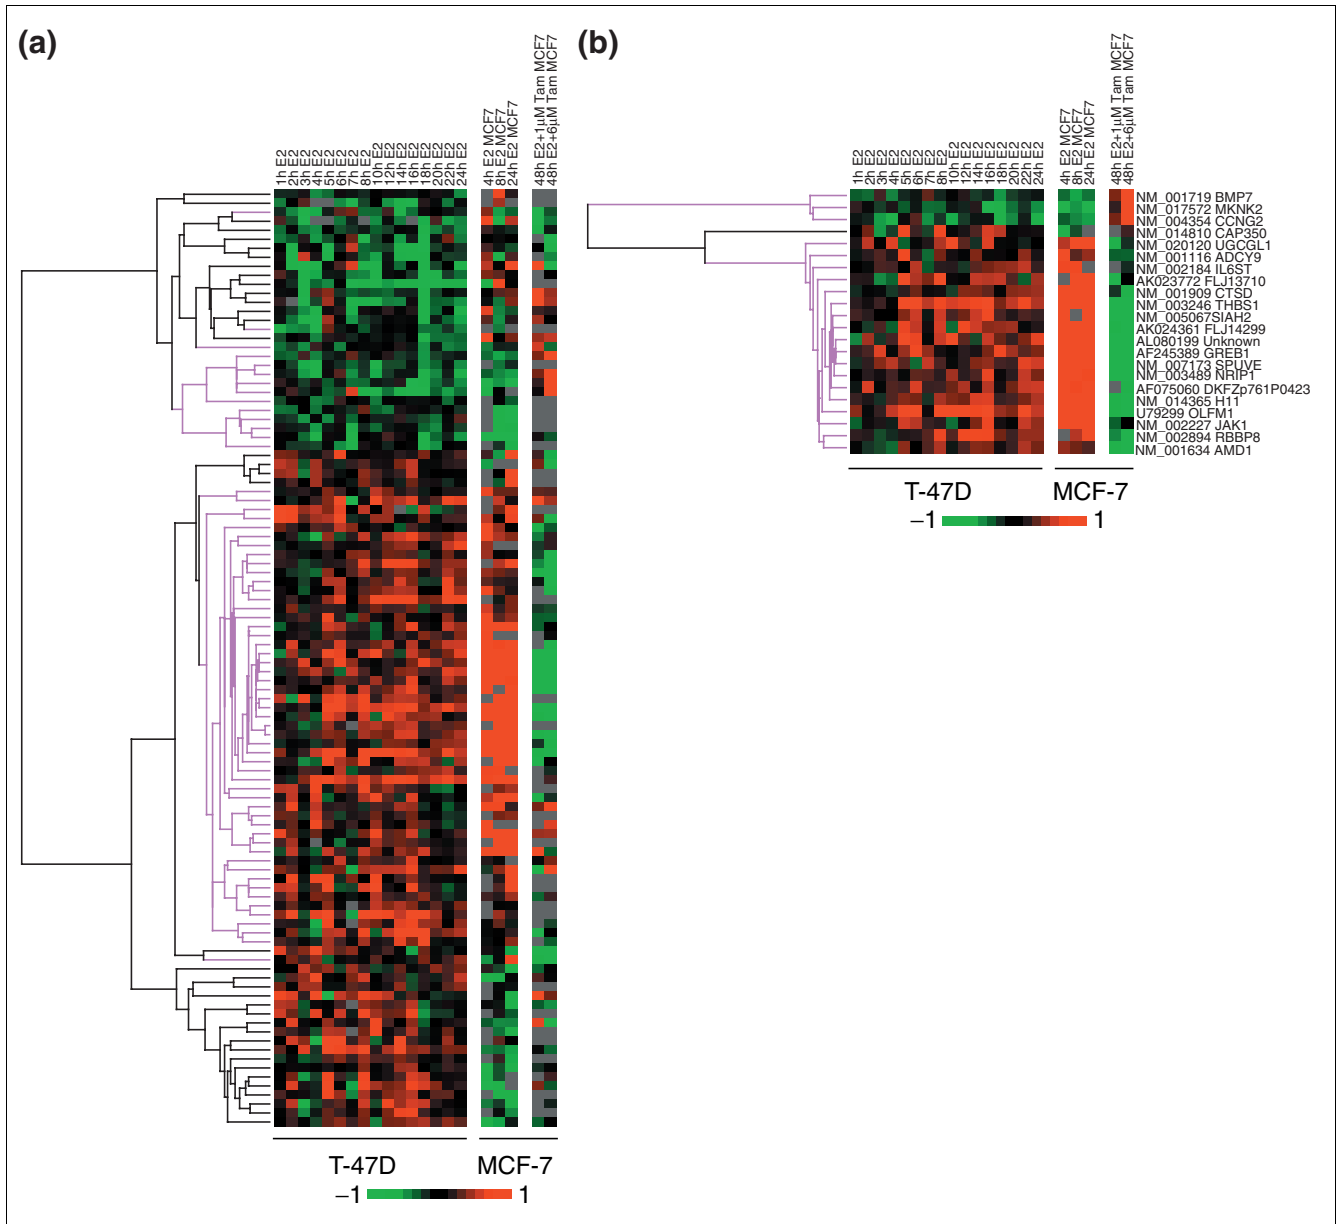 (a)
1h E2
2h E2
3h E2
4h E2
5h E2
6h E2
7h E2
8h E2
10h E2
12h E2
14h E2
16h E2
18h E2
20h E2
22h E2
24h E2
4h E2 MCF7
8h E2 MCF7
24h E2 MCF7
48h E2+1µM Tam MCF7
48h E2+6µM Tam MCF7
T-47D
MCF-7
−1 1
(b)
1h E2
2h E2
3h E2
4h E2
5h E2
6h E2
7h E2
8h E2
10h E2
12h E2
14h E2
16h E2
18h E2
20h E2
22h E2
24h E2
4h E2 MCF7
8h E2 MCF7
24h E2 MCF7
48h E2+1µM Tam MCF7
48h E2+6µM Tam MCF7
NM_001719 BMP7
NM_017572 MKNK2
NM_004354 CCNG2
NM_014810 CAP350
NM_020120 UGCGL1
NM_001116 ADCY9
NM_002184 IL6ST
AK023772 FLJ13710
NM_001909 CTSD
NM_003246 THBS1
NM_005067SIAH2
AK024361 FLJ14299
AL080199 Unknown
AF245389 GREB1
NM_007173 SPUVE
NM_003489 NRIP1
AF075060 DKFZp761P0423
NM_014365 H11
U79299 OLFM1
NM_002227 JAK1
NM_002894 RBBP8
NM_001634 AMD1
T-47D
MCF-7
−1 1